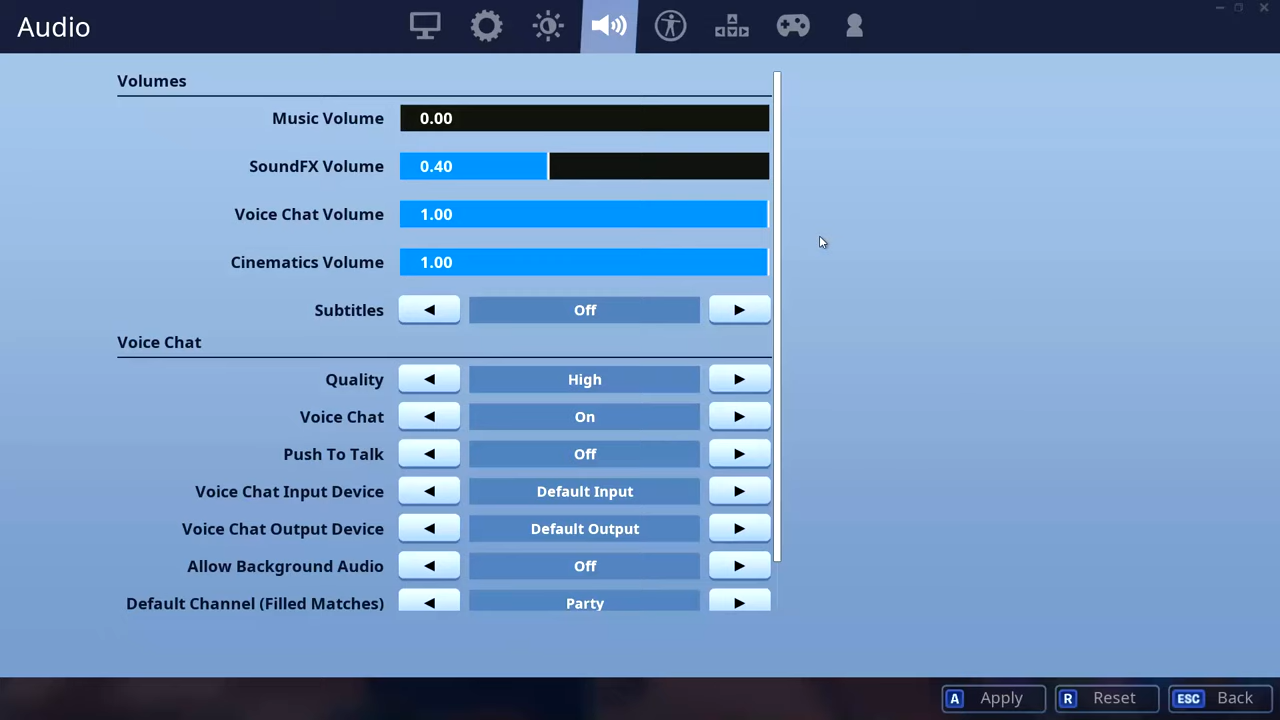 Audio
Volumes
Music Volume 0.00
SoundFX Volume 0.40
Voice Chat Volume 1.00
Cinematics Volume 1.00
Subtitles Off
Voice Chat
Quality High
Voice Chat On
Push To Talk Off
Voice Chat Input Device Default Input
Voice Chat Output Device Default Output
Allow Background Audio Off
Default Channel (Filled Matches) Party
A Apply R Reset ESC Back